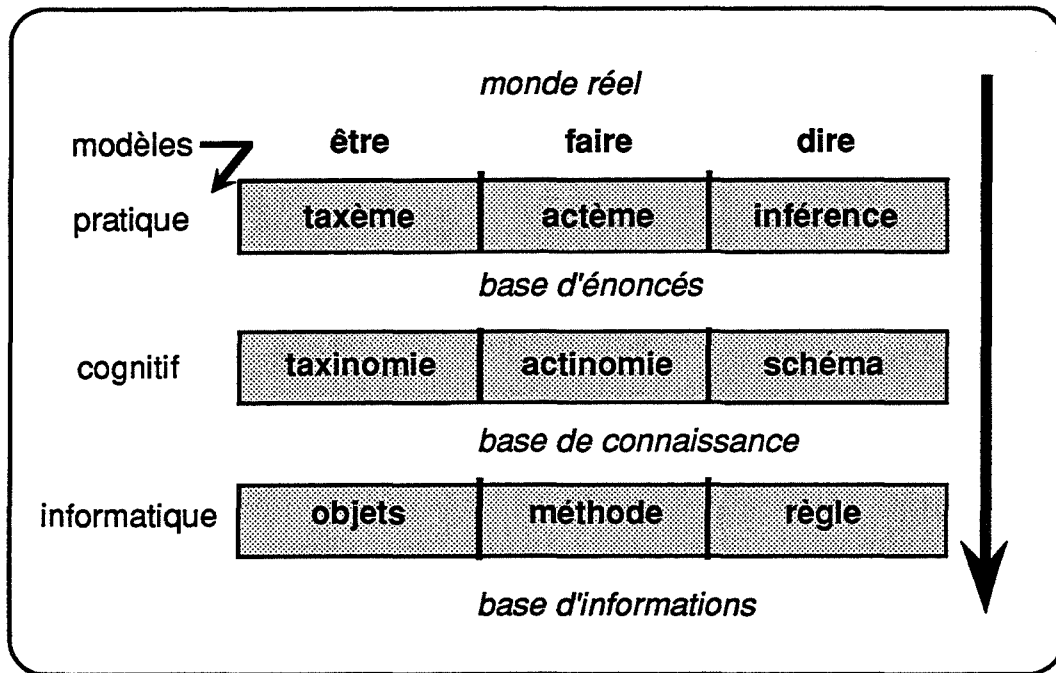 monde réel
modèles être faire dire
pratique taxème actème inférence
base d'énoncés
cognitif taxinomie actinomie schéma
base de connaissance
informatique objets méthode règle
base d'informations